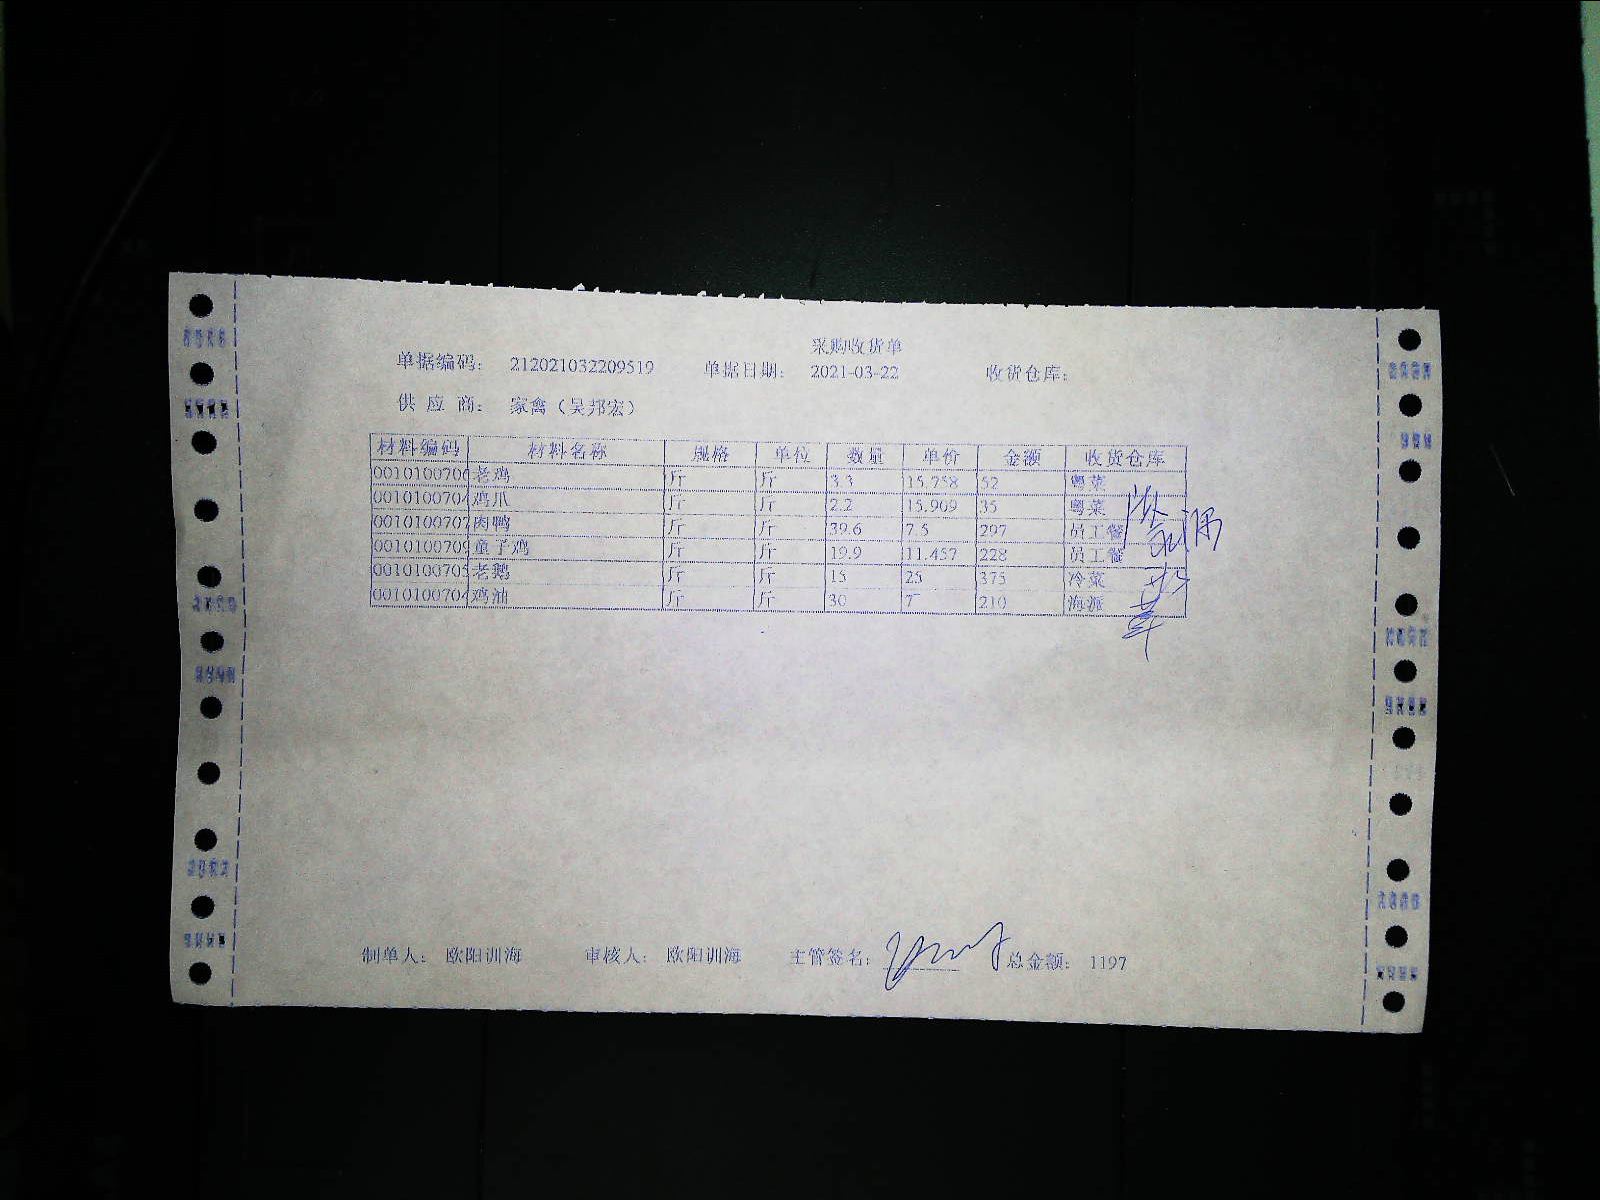 采购收货单
单据编码： 212021032209519 单据日期： 2021-03-22 收货仓库：
供 应 商： 家禽（吴邦宏）
材料编码 材料名称 规格 单位 数量 单价 金额 收货仓库
0010100706 老鸡 斤 斤 3.3 15.758 52 粤菜
0010100704 鸡爪 斤 斤 2.2 15.909 35 粤菜
0010100707 肉鸭 斤 斤 39.6 7.5 297 员工餐
0010100709 童子鸡 斤 斤 19.9 11.457 228 员工餐
0010100705 老鹅 斤 斤 15 25 375 冷菜
0010100704 鸡油 斤 斤 30 7 210 海派
制单人： 欧阳训海 审核人： 欧阳训海 主管签名： 总金额： 1197